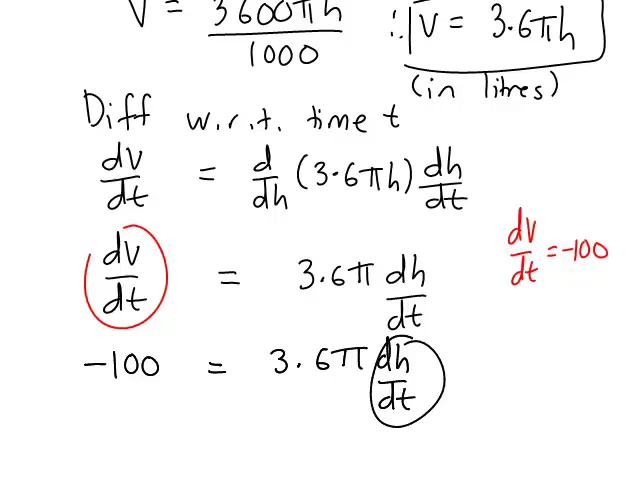 V = 3600πh / 1000 ∴ V = 3.6πh
(in litres)
Diff w.r.t. time t
dV/dt = d/dh (3.6πh) dh/dt
dV/dt = 3.6π dh/dt
dV/dt = -100
-100 = 3.6π dh/dt